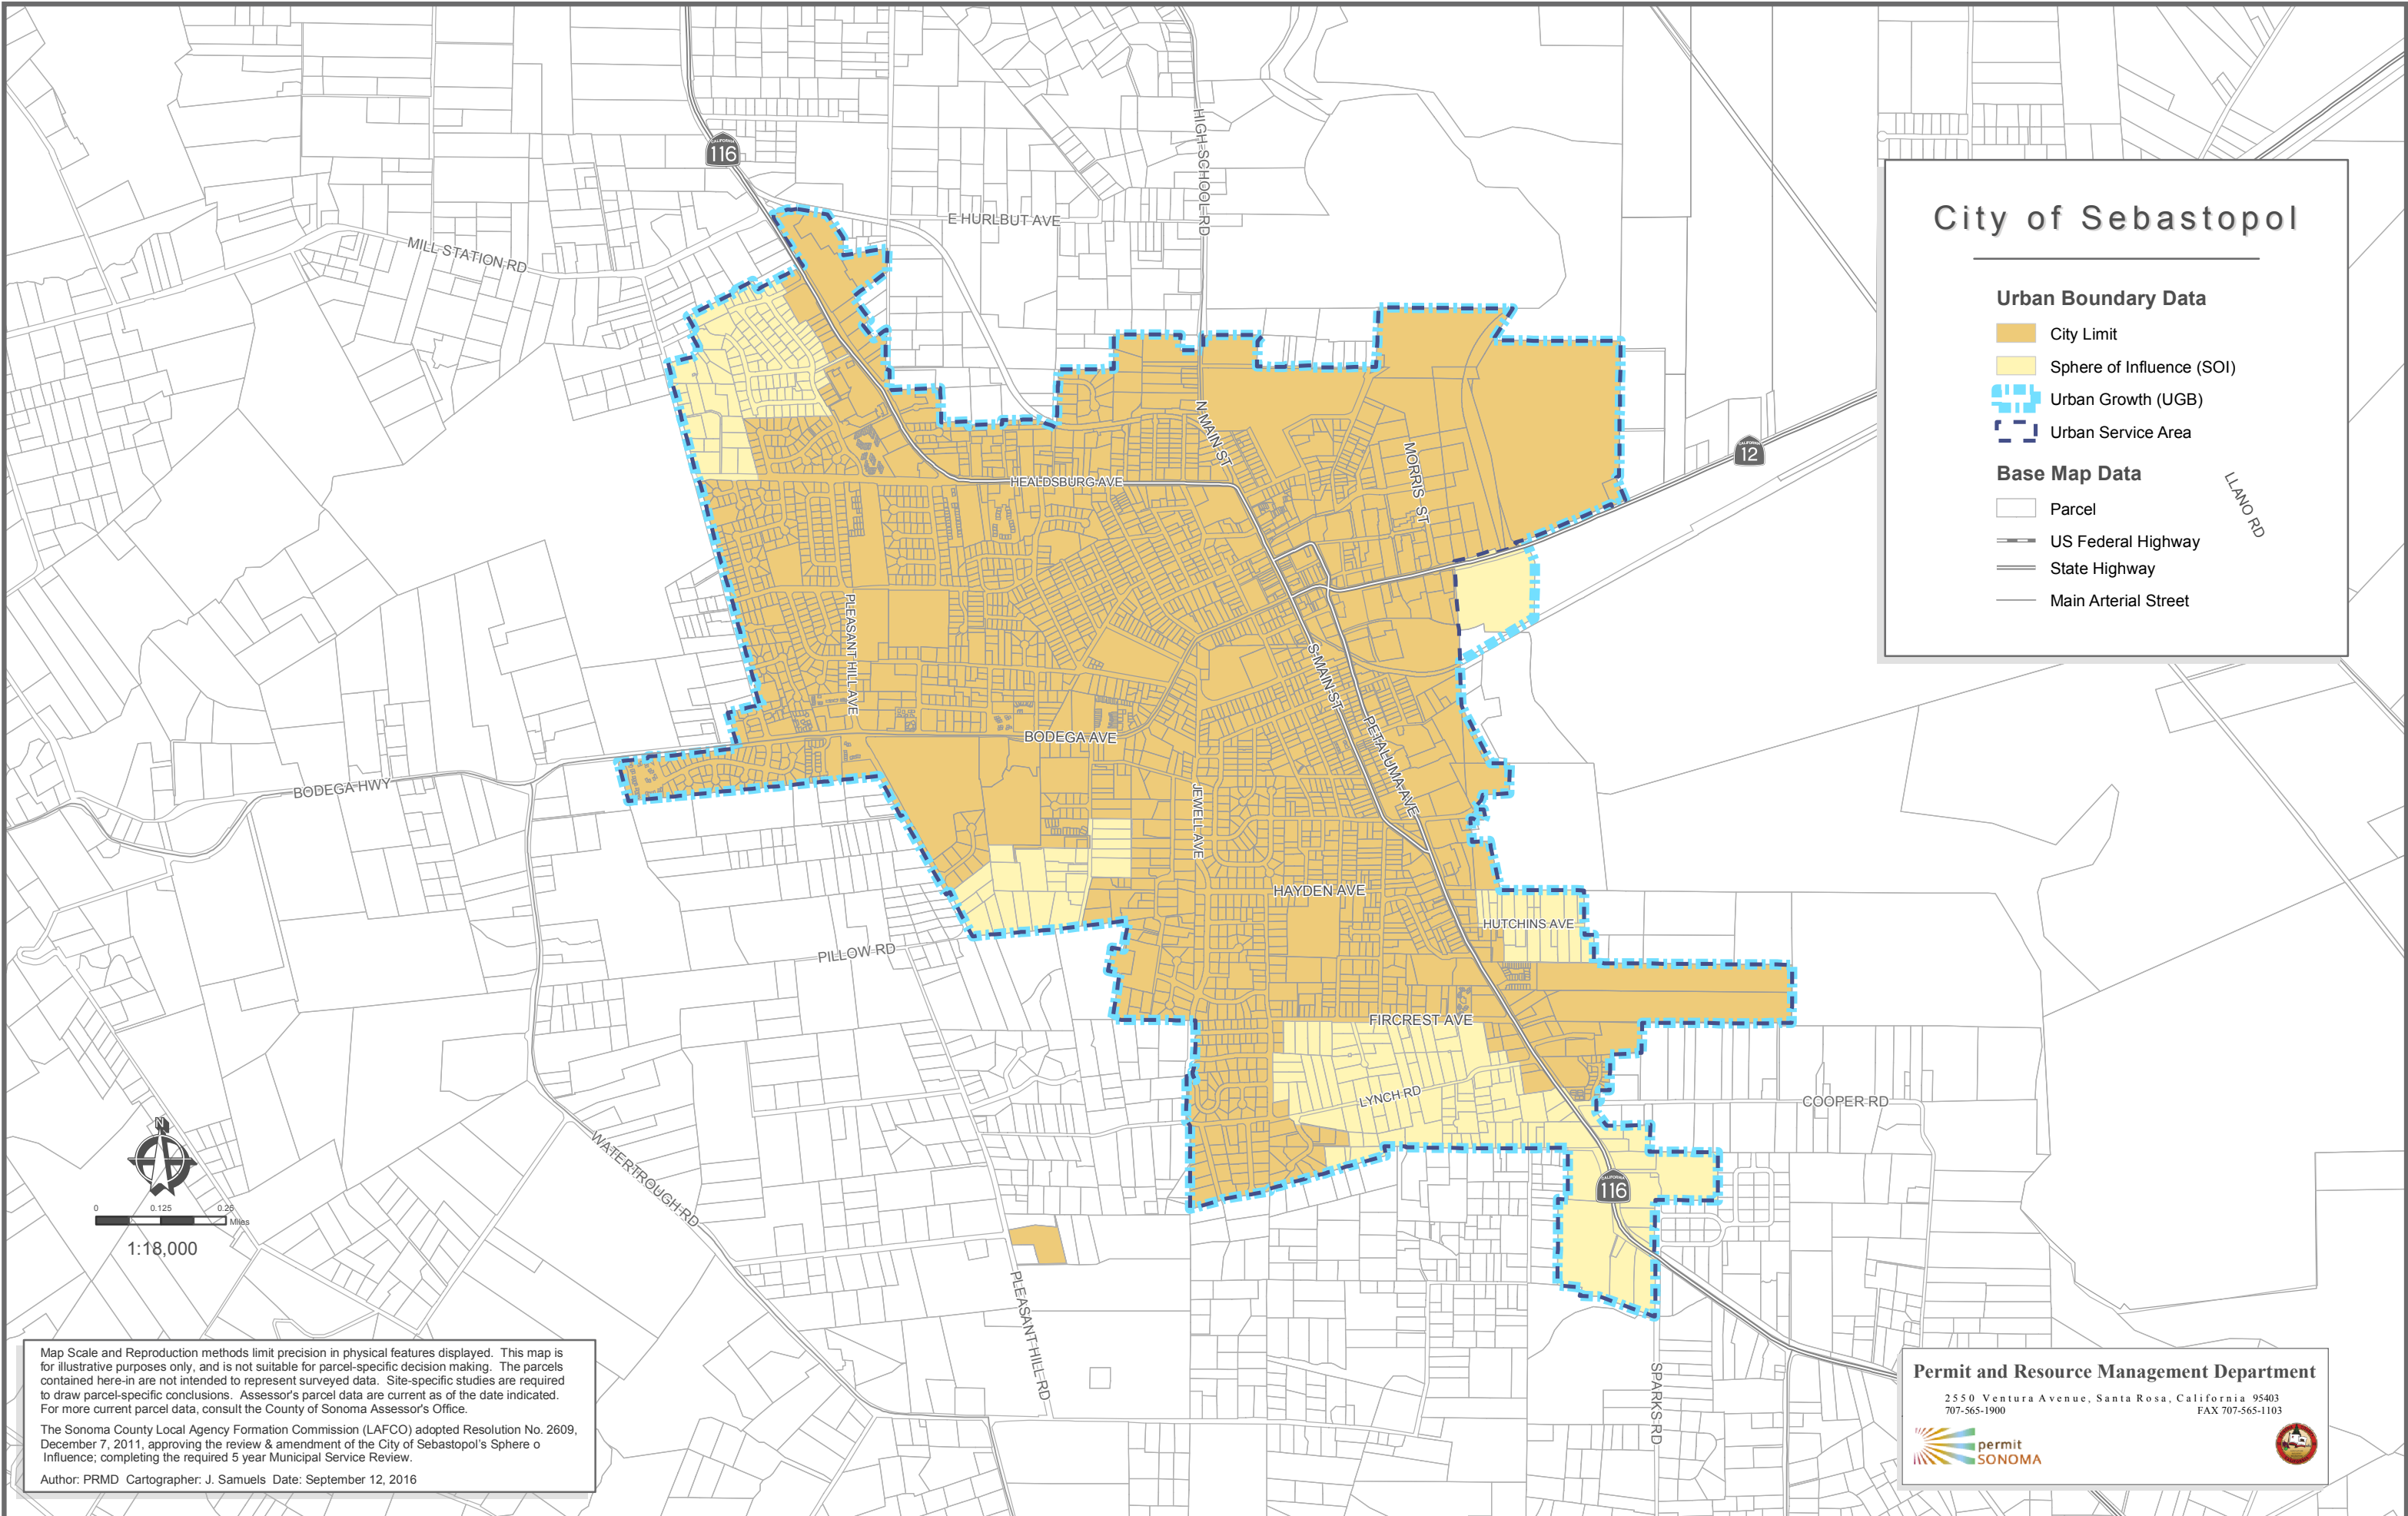 City of Sebastopol
Urban Boundary Data
City Limit
Sphere of Influence (SOI)
Urban Growth (UGB)
Urban Service Area
Base Map Data
Parcel
US Federal Highway
State Highway
Main Arterial Street
LLANO RD
CALIFORNIA
116
HIGH SCHOOL RD
E HURLBUT AVE
MILL STATION RD
N MAIN ST
MORRIS ST
CALIFORNIA
12
HEALDSBURG AVE
PLEASANT HILL AVE
S MAIN ST
PETALUMA AVE
BODEGA AVE
BODEGA HWY
JEWELL AVE
HAYDEN AVE
HUTCHINS AVE
PILLOW RD
FIRCREST AVE
LYNCH RD
COOPER RD
WATERTROUGH RD
CALIFORNIA
116
PLEASANT HILL RD
SPARKS RD
N
0 0.125 0.25
Miles
1:18,000
Map Scale and Reproduction methods limit precision in physical features displayed. This map is
for illustrative purposes only, and is not suitable for parcel-specific decision making. The parcels
contained here-in are not intended to represent surveyed data. Site-specific studies are required
to draw parcel-specific conclusions. Assessor's parcel data are current as of the date indicated.
For more current parcel data, consult the County of Sonoma Assessor's Office.
The Sonoma County Local Agency Formation Commission (LAFCO) adopted Resolution No. 2609,
December 7, 2011, approving the review & amendment of the City of Sebastopol's Sphere o
Influence; completing the required 5 year Municipal Service Review.
Author: PRMD Cartographer: J. Samuels Date: September 12, 2016
Permit and Resource Management Department
2550 Ventura Avenue, Santa Rosa, California 95403
707-565-1900 FAX 707-565-1103
permit
SONOMA